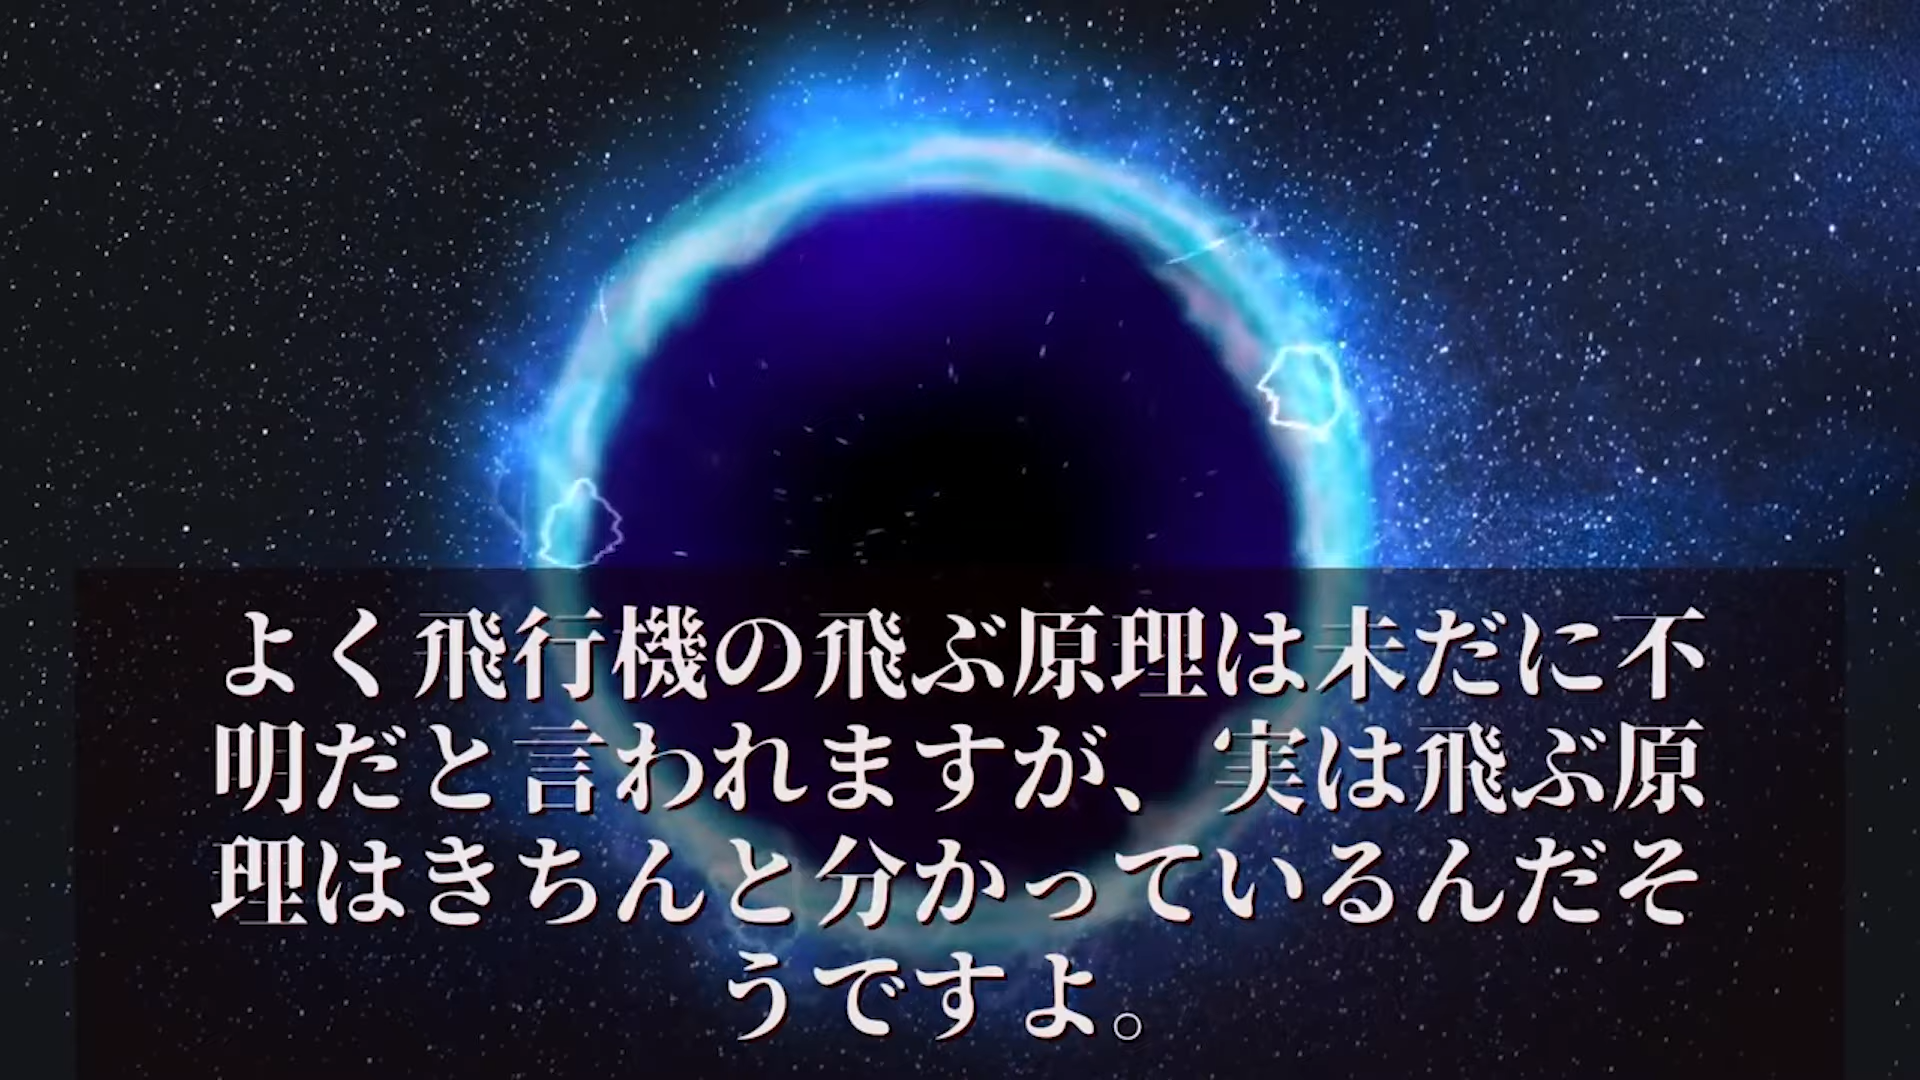 よく飛行機の飛ぶ原理は未だに不
明だと言われますが、実は飛ぶ原
理はきちんと分かっているんだそ
うですよ。